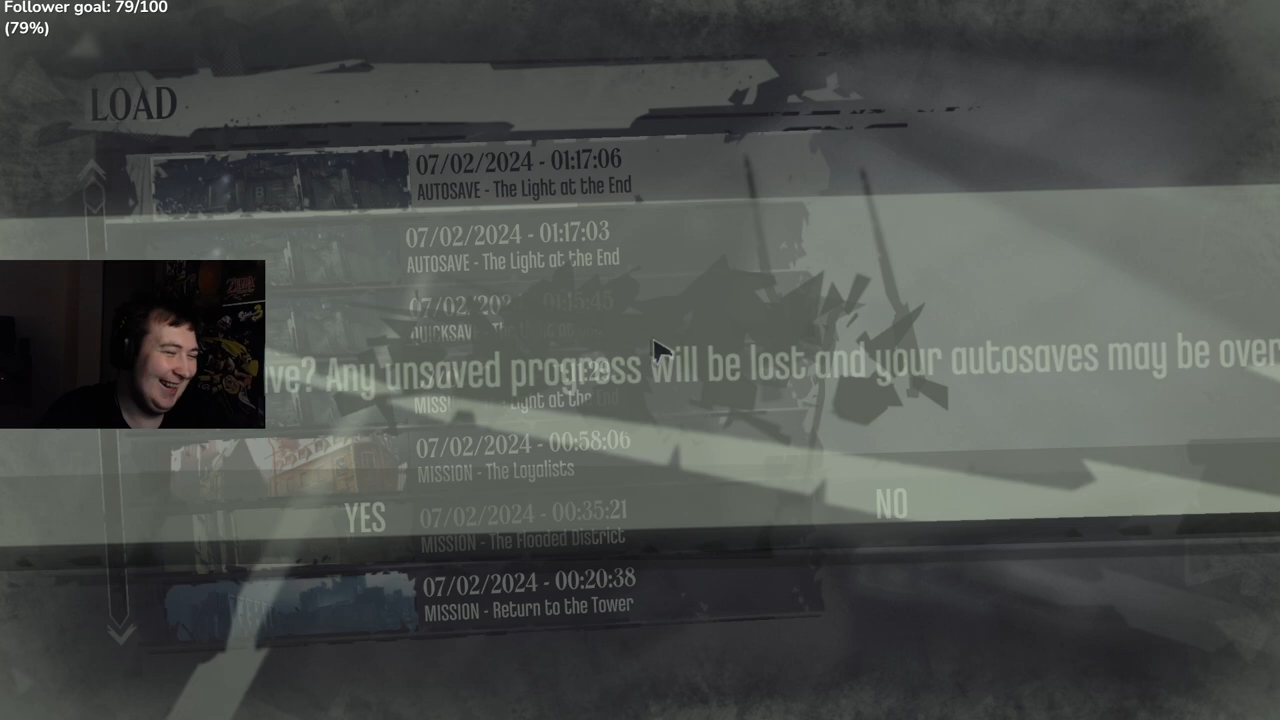 Follower goal: 79/100
(79%)
LOAD
07/02/2024 - 01:17:06
AUTOSAVE - The Light at the End
07/02/2024 - 01:17:03
AUTOSAVE - The Light at the End
01:15:45
ve? Any unsaved progress will be lost and your autosaves may be over
07/02/2024 - 00:58:06
MISSION - The Loyalists
YES
NO
07/02/2024 - 00:35:21
MISSION - The Flooded District
07/02/2024 - 00:20:38
MISSION - Return to the Tower